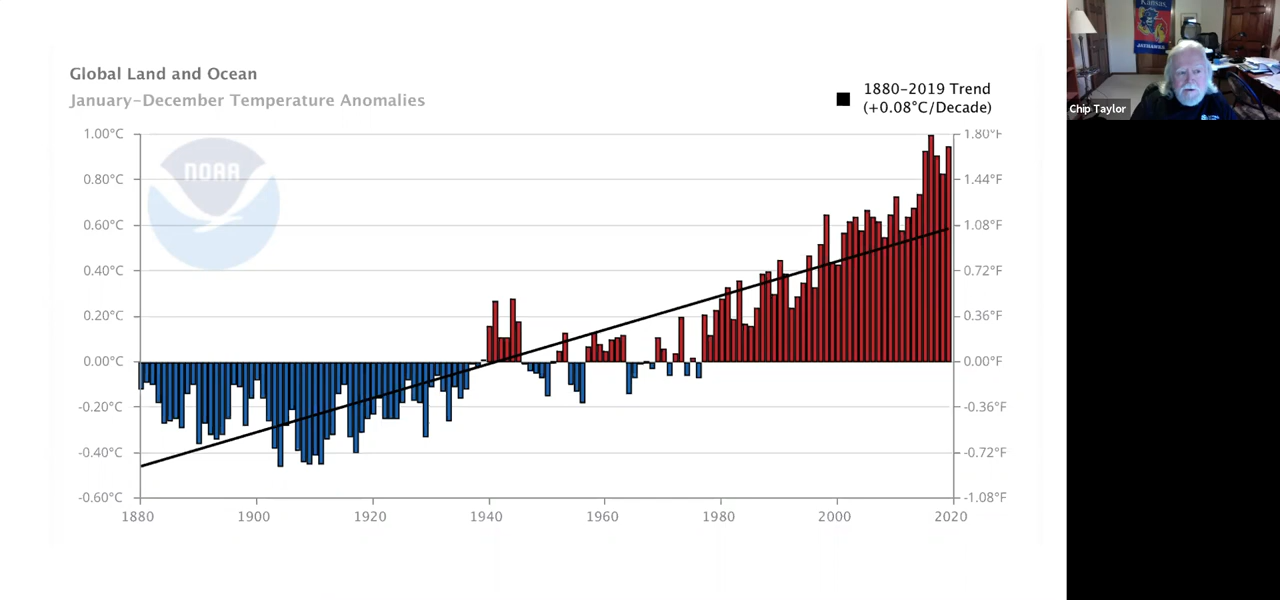 Global Land and Ocean
January–December Temperature Anomalies
1880–2019 Trend
(+0.08°C/Decade)
NOAA
1.00°C
0.80°C
0.60°C
0.40°C
0.20°C
0.00°C
-0.20°C
-0.40°C
-0.60°C
1.80°F
1.44°F
1.08°F
0.72°F
0.36°F
0.00°F
-0.36°F
-0.72°F
-1.08°F
1880 1900 1920 1940 1960 1980 2000 2020
Kansas
JAYHAWKS
Chip Taylor